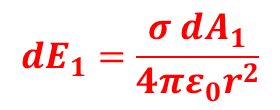 dE₁ = σ dA₁ / 4πε₀r²